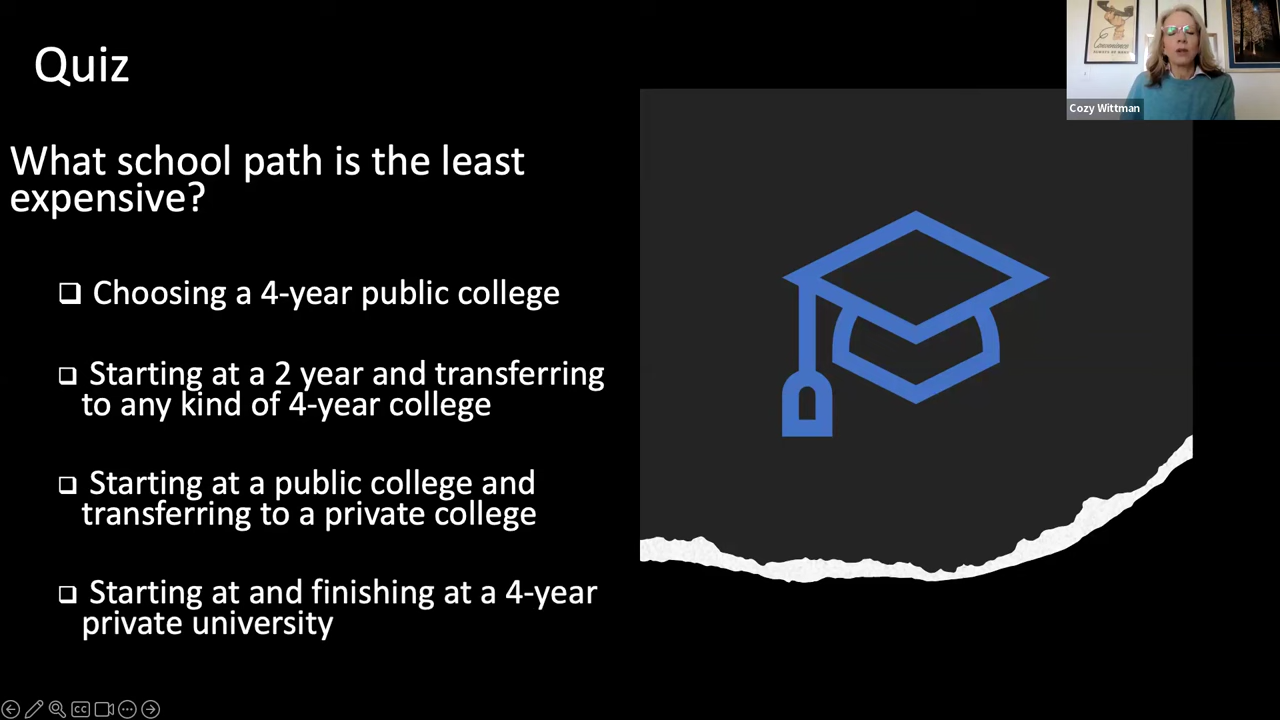 Quiz
Cozy Wittman
What school path is the least
expensive?
Choosing a 4-year public college
Starting at a 2 year and transferring
to any kind of 4-year college
Starting at a public college and
transferring to a private college
Starting at and finishing at a 4-year
private university
CC